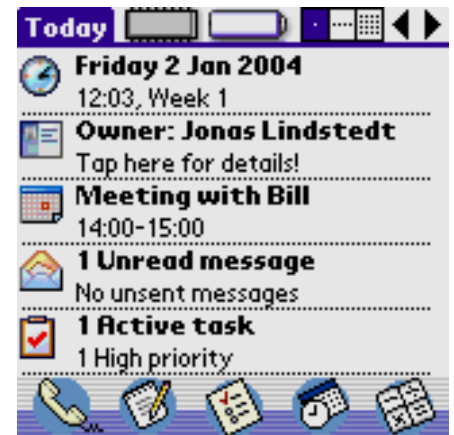 Today
Friday 2 Jan 2004
12:03, Week 1
Owner: Jonas Lindstedt
Tap here for details!
Meeting with Bill
14:00-15:00
1 Unread message
No unsent messages
1 Active task
1 High priority